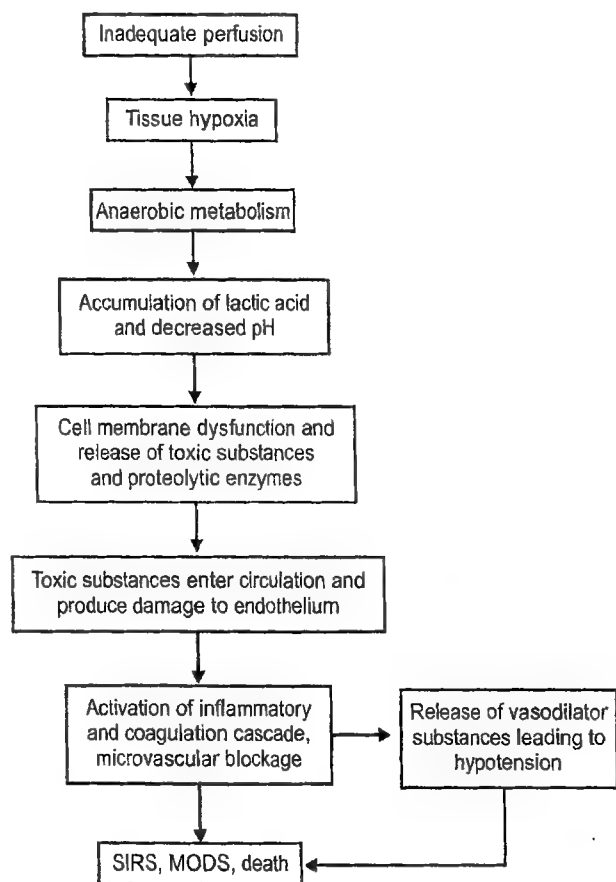 Inadequate perfusion
Tissue hypoxia
Anaerobic metabolism
Accumulation of lactic acid
and decreased pH
Cell membrane dysfunction and
release of toxic substances
and proteolytic enzymes
Toxic substances enter circulation and
produce damage to endothelium
Activation of inflammatory
and coagulation cascade,
microvascular blockage
Release of vasodilator
substances leading to
hypotension
SIRS, MODS, death